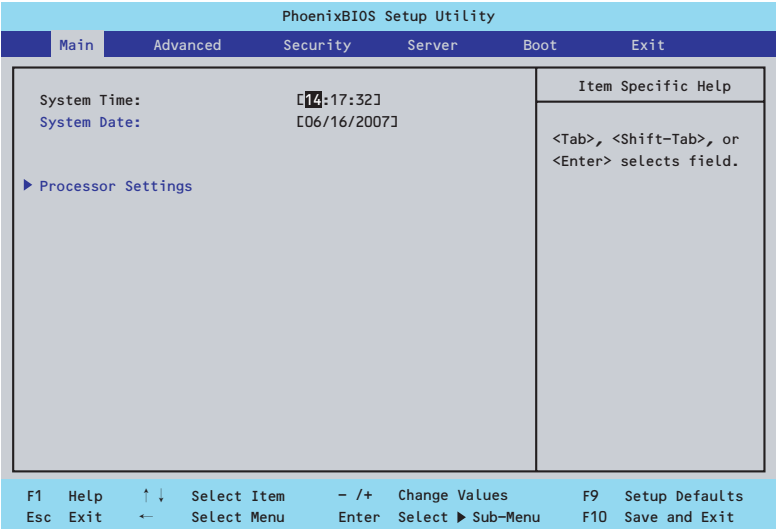 PhoenixBIOS Setup Utility
Main Advanced Security Server Boot Exit
System Time: [14:17:32]
System Date: [06/16/2007]
▶ Processor Settings
Item Specific Help
<Tab>, <Shift-Tab>, or
<Enter> selects field.
F1 Help ↑↓ Select Item - /+ Change Values F9 Setup Defaults
Esc Exit ← Select Menu Enter Select ▶ Sub-Menu F10 Save and Exit